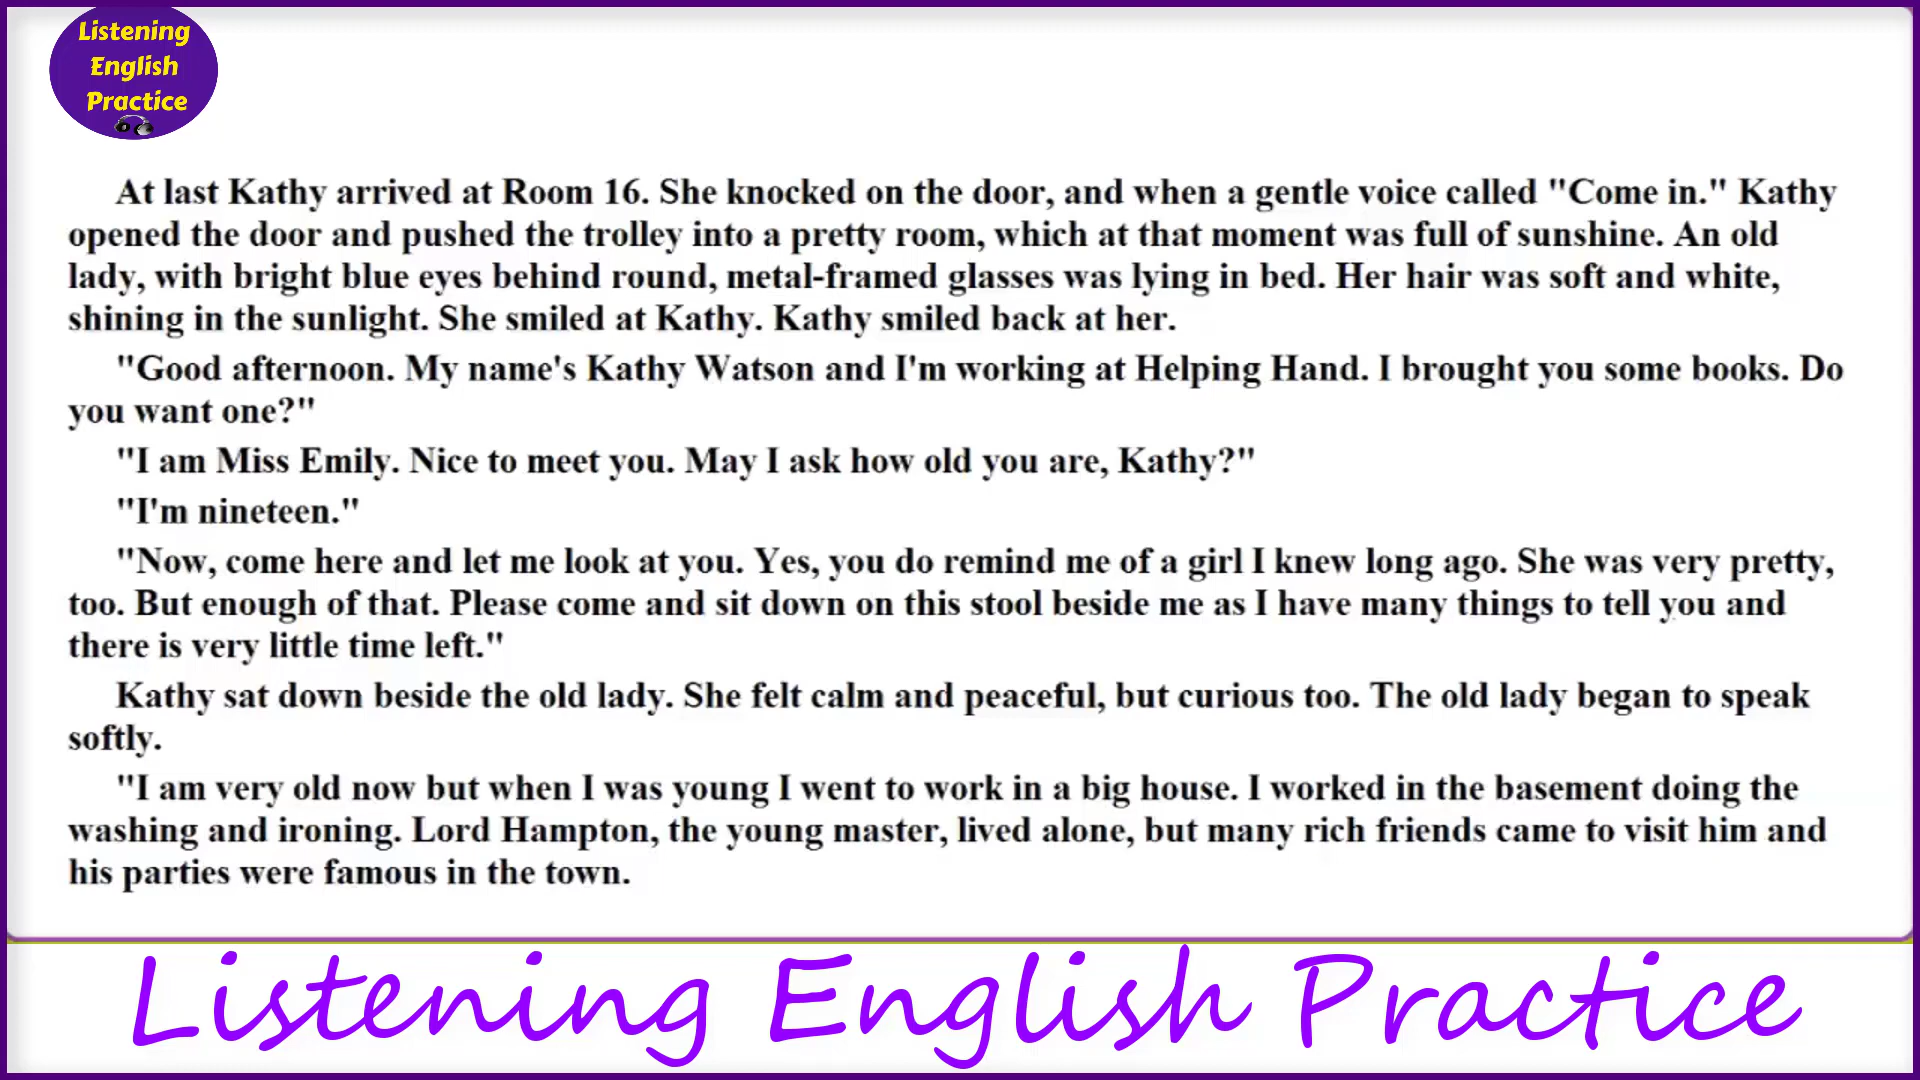 Listening
English
Practice
At last Kathy arrived at Room 16. She knocked on the door, and when a gentle voice called "Come in." Kathy
opened the door and pushed the trolley into a pretty room, which at that moment was full of sunshine. An old
lady, with bright blue eyes behind round, metal-framed glasses was lying in bed. Her hair was soft and white,
shining in the sunlight. She smiled at Kathy. Kathy smiled back at her.
"Good afternoon. My name's Kathy Watson and I'm working at Helping Hand. I brought you some books. Do
you want one?"
"I am Miss Emily. Nice to meet you. May I ask how old you are, Kathy?"
"I'm nineteen."
"Now, come here and let me look at you. Yes, you do remind me of a girl I knew long ago. She was very pretty,
too. But enough of that. Please come and sit down on this stool beside me as I have many things to tell you and
there is very little time left."
Kathy sat down beside the old lady. She felt calm and peaceful, but curious too. The old lady began to speak
softly.
"I am very old now but when I was young I went to work in a big house. I worked in the basement doing the
washing and ironing. Lord Hampton, the young master, lived alone, but many rich friends came to visit him and
his parties were famous in the town.
Listening English Practice